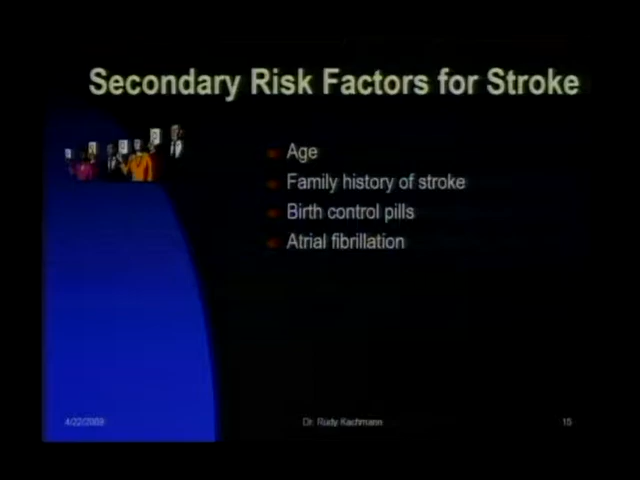 Secondary Risk Factors for Stroke
Age
Family history of stroke
Birth control pills
Atrial fibrillation
4/22/2009
Dr. Rudy Kachmann
15